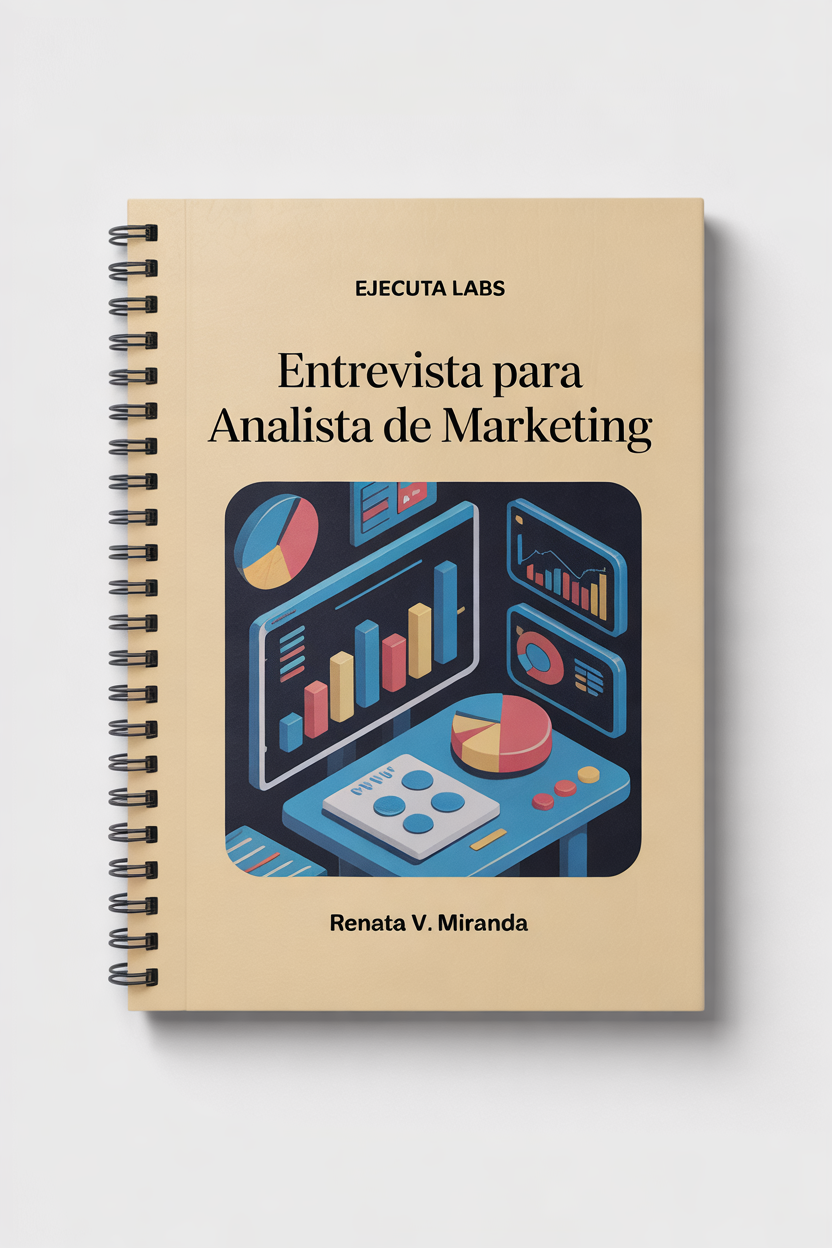 EJECUTA LABS
Entrevista para
Analista de Marketing
Renata V. Miranda